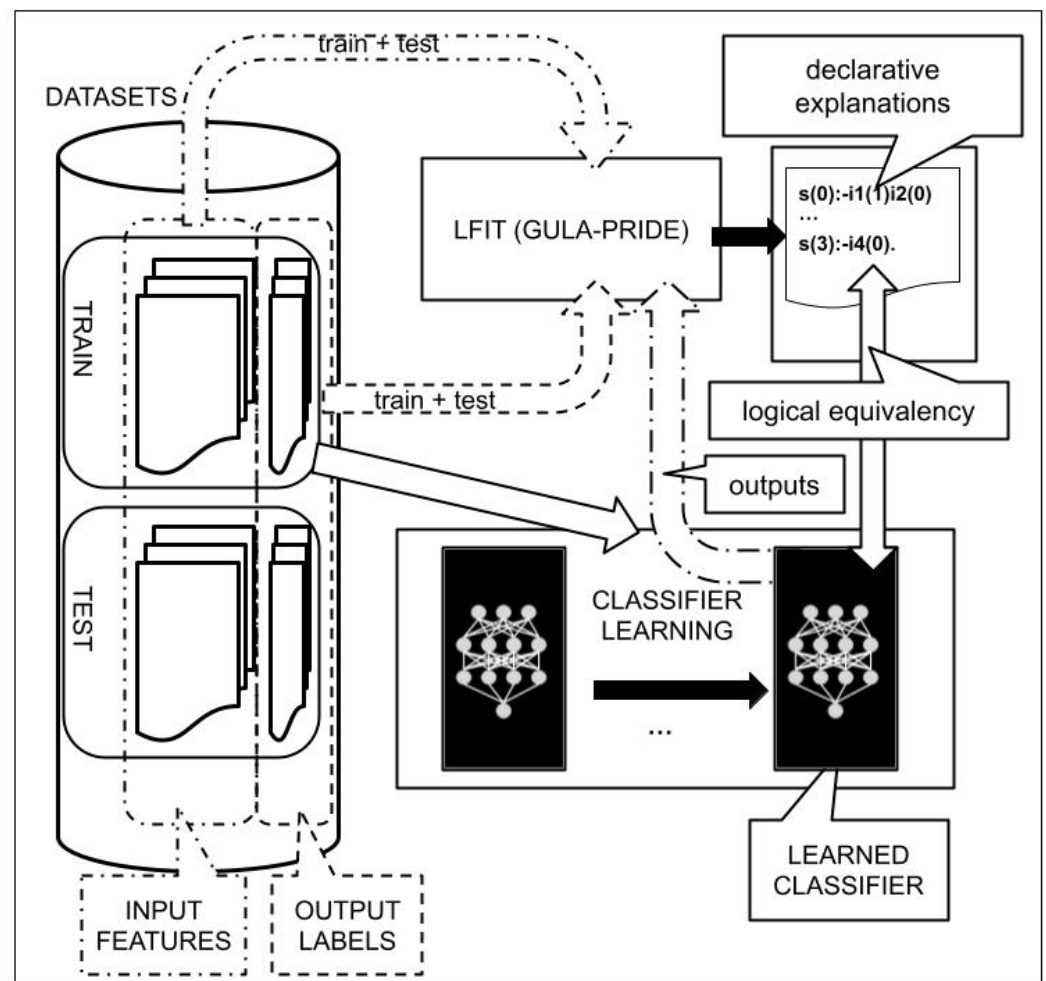 train + test
DATASETS
declarative
explanations
LFIT (GULA-PRIDE)
s(0):-i1(1)i2(0)
...
s(3):-i4(0).
TRAIN
train + test
logical equivalency
outputs
TEST
CLASSIFIER
LEARNING
...
INPUT
FEATURES
OUTPUT
LABELS
LEARNED
CLASSIFIER